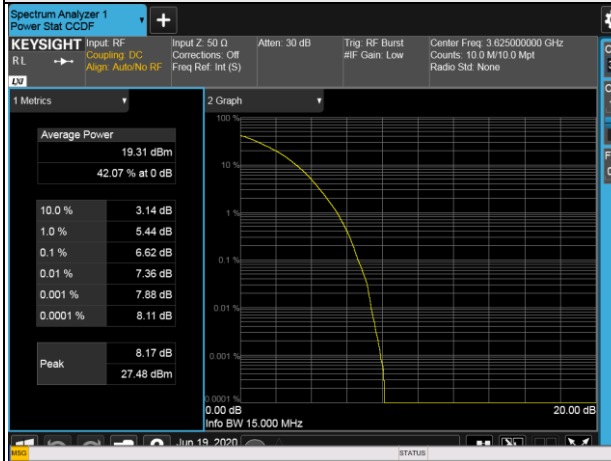 Spectrum Analyzer 1
Power Stat CCDF
KEYSIGHT
RL
LXI
Input: RF
Coupling: DC
Align: Auto/No RF
Input Z: 50 Ω
Corrections: Off
Freq Ref: Int (S)
Atten: 30 dB
Trig: RF Burst
#IF Gain: Low
Center Freq: 3.625000000 GHz
Counts: 10.0 M/10.0 Mpt
Radio Std: None
1 Metrics
Average Power
19.31 dBm
42.07 % at 0 dB
10.0 % 3.14 dB
1.0 % 5.44 dB
0.1 % 6.62 dB
0.01 % 7.36 dB
0.001 % 7.88 dB
0.0001 % 8.11 dB
Peak
8.17 dB
27.48 dBm
2 Graph
100 %
10 %
1 %
0.1 %
0.01 %
0.001 %
0.0001 %
0.00 dB 20.00 dB
Info BW 15.000 MHz
Jun 19, 2020
MSG STATUS